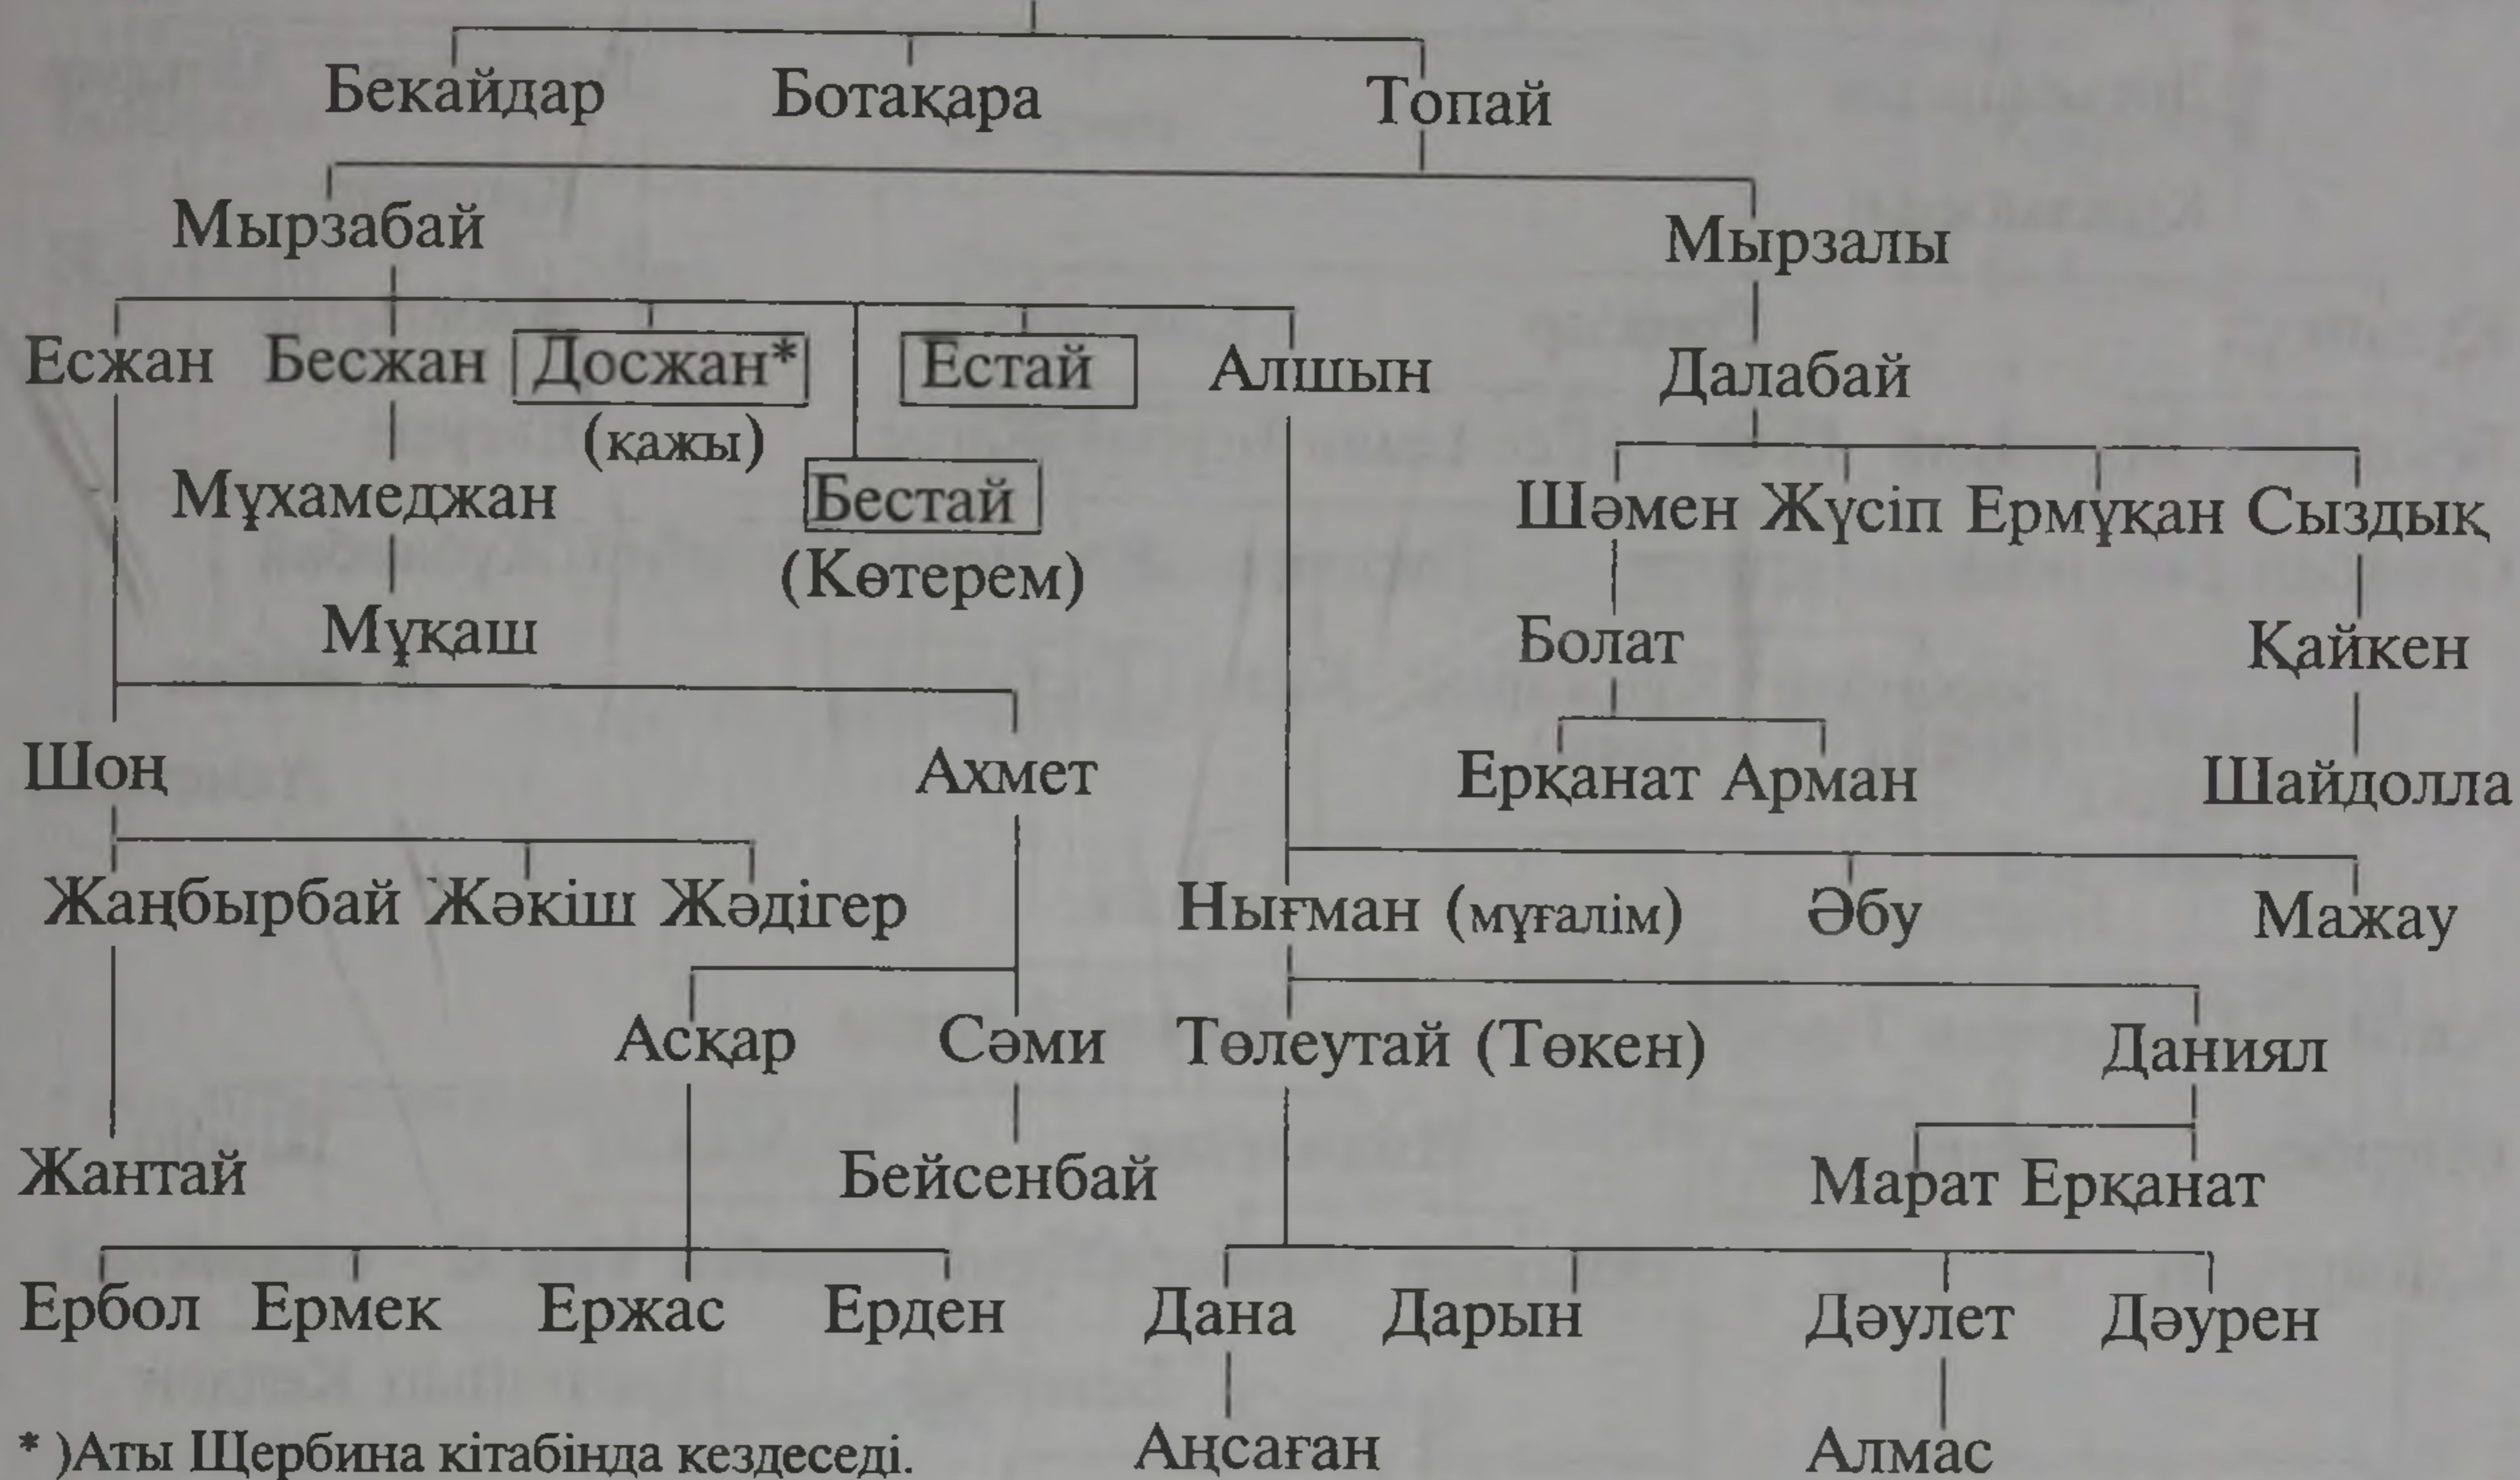 Бекайдар Ботақара Топай
Мырзабай Мырзалы
Есжан Бесжан Досжан* Естай Алшын Далабай
(қажы)
Мұхамеджан Бестай Шәмен Жүсіп Ермұқан Сыздық
(Көтерем)
Мұқаш Болат Қайкен
Шоң Ахмет Ерқанат Арман Шайдолла
Жаңбырбай Жәкіш Жәдігер Нығман (мұғалім) Әбу Мажау
Асқар Сәми Төлеутай (Төкен) Даниял
Жантай Бейсенбай Марат Ерқанат
Ербол Ермек Ержас Ерден Дана Дарын Дәулет Дәурен
* )Аты Щербина кітабінда кездеседі. Аңсаған Алмас